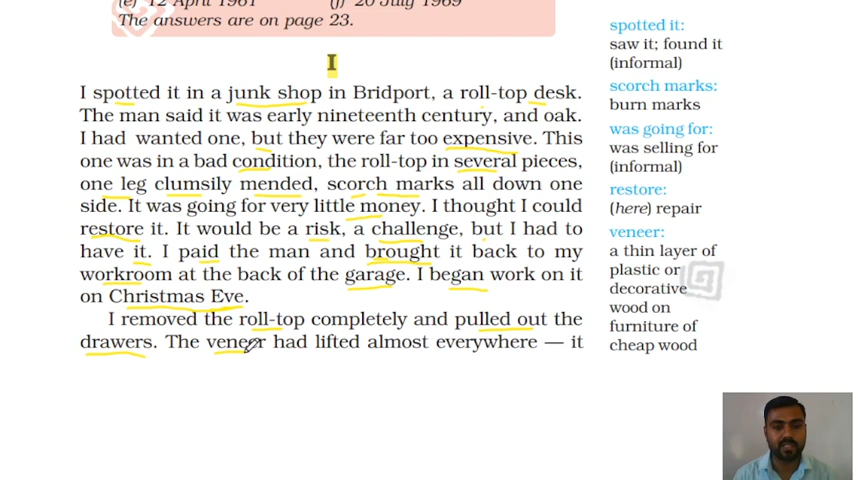 (e) 12 April 1961 (f) 20 July 1969
The answers are on page 23.
I
I spotted it in a junk shop in Bridport, a roll-top desk.
The man said it was early nineteenth century, and oak.
I had wanted one, but they were far too expensive. This
one was in a bad condition, the roll-top in several pieces,
one leg clumsily mended, scorch marks all down one
side. It was going for very little money. I thought I could
restore it. It would be a risk, a challenge, but I had to
have it. I paid the man and brought it back to my
workroom at the back of the garage. I began work on it
on Christmas Eve.
I removed the roll-top completely and pulled out the
drawers. The veneer had lifted almost everywhere — it
spotted it:
saw it; found it
(informal)
scorch marks:
burn marks
was going for:
was selling for
(informal)
restore:
(here) repair
veneer:
a thin layer of
plastic or
decorative
wood on
furniture of
cheap wood